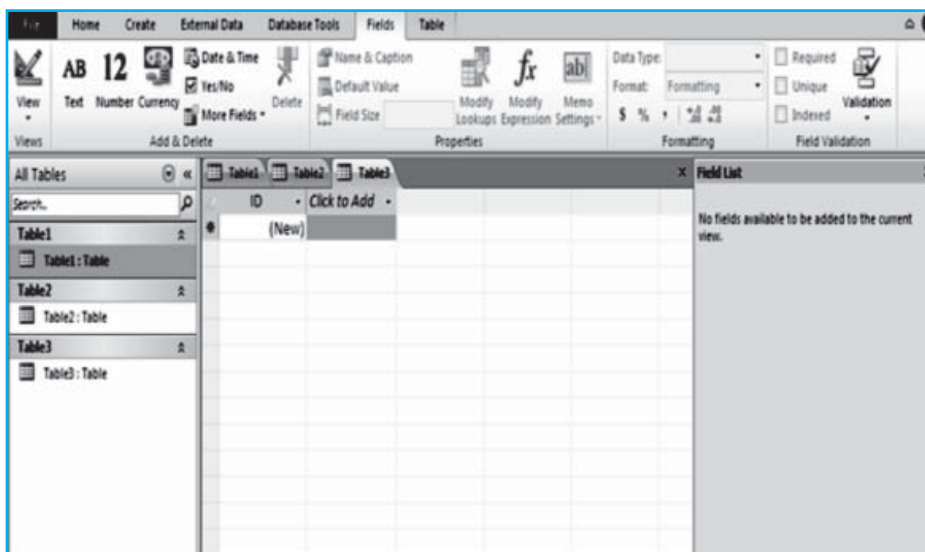 File Home Create External Data Database Tools Fields Table
AB 12 Date & Time Name & Caption fx ab| Data Type: Required
Yes/No Default Value Format: Formatting Unique
View Text Number Currency More Fields Delete Field Size Modify Lookups Modify Expression Memo Settings $ % , Indexed Validation
Views Add & Delete Properties Formatting Field Validation
All Tables « Table1 Table2 Table3 x Field List
Search.. ID Click to Add
Table1 (New) No fields available to be added to the current
Table1 : Table view.
Table2
Table2 : Table
Table3
Table3 : Table